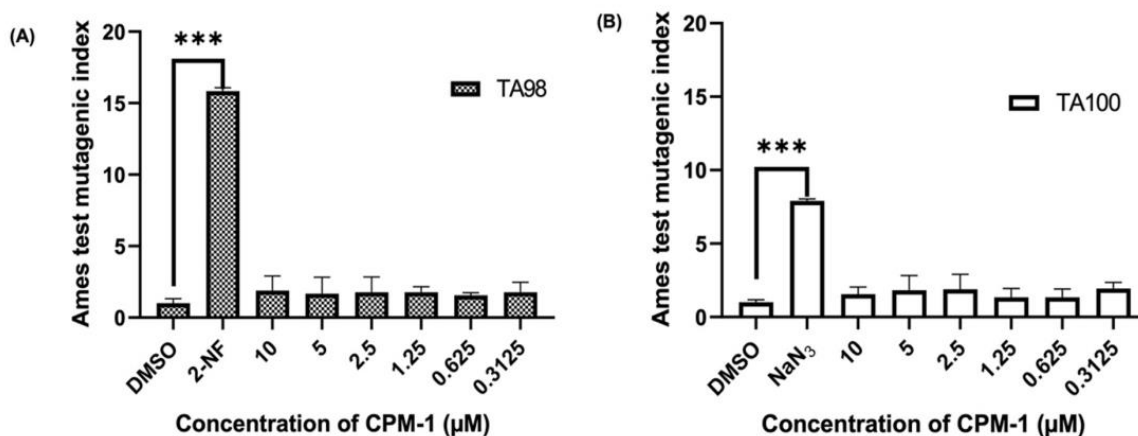 (A)
Ames test mutagenic index
20
15
10
5
0
***
TA98
DMSO
2-NF
10
5
2.5
1.25
0.625
0.3125
Concentration of CPM-1 (μM)
(B)
Ames test mutagenic index
20
15
10
5
0
***
TA100
DMSO
NaN₃
10
5
2.5
1.25
0.625
0.3125
Concentration of CPM-1 (μM)